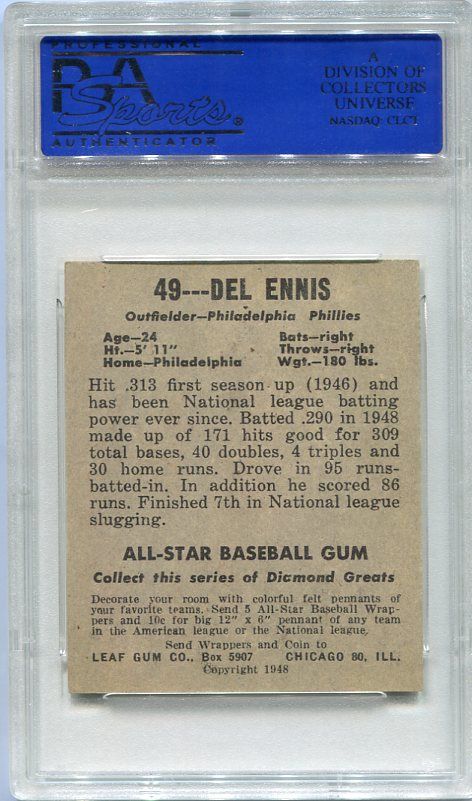 PROFESSIONAL
PSA
Sports®
AUTHENTICATOR
A
DIVISION OF
COLLECTORS
UNIVERSE
NASDAQ: CLCT
49---DEL ENNIS
Outfielder—Philadelphia Phillies
Age—24 Bats—right
Ht.—5' 11" Throws—right
Home—Philadelphia Wgt.—180 lbs.
Hit .313 first season up (1946) and
has been National league batting
power ever since. Batted .290 in 1948
made up of 171 hits good for 309
total bases, 40 doubles, 4 triples and
30 home runs. Drove in 95 runs-
batted-in. In addition he scored 86
runs. Finished 7th in National league
slugging.
ALL-STAR BASEBALL GUM
Collect this series of Diamond Greats
Decorate your room with colorful felt pennants of
your favorite teams. Send 5 All-Star Baseball Wrap-
pers and 10c for big 12" x 6" pennant of any team
in the American league or the National league.
Send Wrappers and Coin to
LEAF GUM CO., Box 5907 CHICAGO 80, ILL.
Copyright 1948